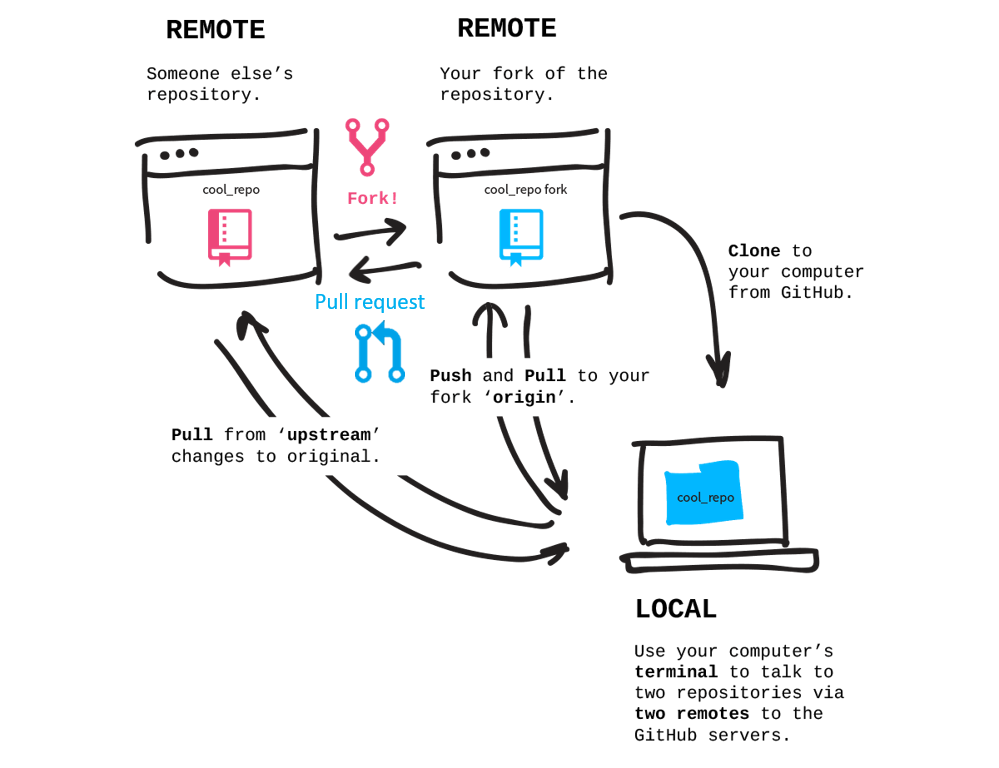 REMOTE
Someone else’s
repository.
REMOTE
Your fork of the
repository.
cool_repo
Fork!
cool_repo fork
Pull request
Clone to
your computer
from GitHub.
Push and Pull to your
fork ‘origin’.
Pull from ‘upstream’
changes to original.
cool_repo
LOCAL
Use your computer’s
terminal to talk to
two repositories via
two remotes to the
GitHub servers.